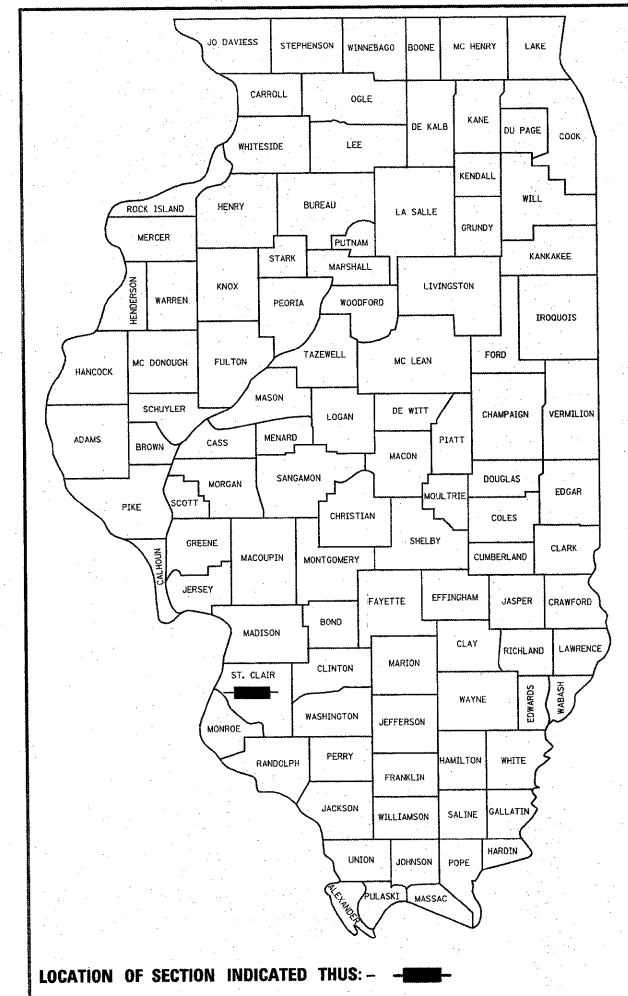 JO DAVIESS STEPHENSON WINNEBAGO BOONE MC HENRY LAKE
CARROLL OGLE DE KALB KANE DU PAGE COOK
WHITESIDE LEE
KENDALL WILL
ROCK ISLAND HENRY BUREAU LA SALLE GRUNDY
MERCER PUTNAM KANKAKEE
STARK MARSHALL
HENDERSON WARREN KNOX PEORIA WOODFORD LIVINGSTON IROQUOIS
HANCOCK MC DONOUGH FULTON TAZEWELL MC LEAN FORD
SCHUYLER MASON LOGAN DE WITT CHAMPAIGN VERMILION
ADAMS BROWN CASS MENARD MACON PIATT
PIKE SCOTT MORGAN SANGAMON CHRISTIAN MOULTRIE DOUGLAS EDGAR
COLES
CALHOUN GREENE MACOUPIN MONTGOMERY SHELBY CUMBERLAND CLARK
JERSEY FAYETTE EFFINGHAM JASPER CRAWFORD
MADISON BOND CLAY RICHLAND LAWRENCE
ST. CLAIR CLINTON MARION WAYNE EDWARDS WABASH
MONROE WASHINGTON JEFFERSON
RANDOLPH PERRY FRANKLIN HAMILTON WHITE
JACKSON WILLIAMSON SALINE GALLATIN
UNION JOHNSON POPE HARDIN
ALEXANDER PULASKI MASSAC
LOCATION OF SECTION INDICATED THUS: -